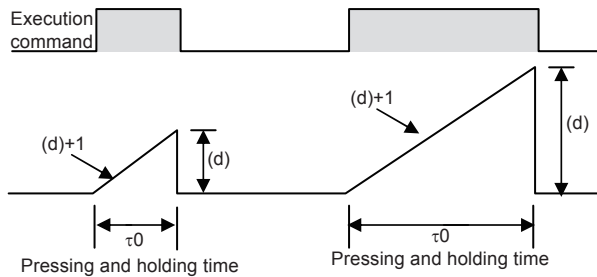 Execution
command
(d)+1
(d)
τ0
Pressing and holding time
(d)+1
(d)
τ0
Pressing and holding time